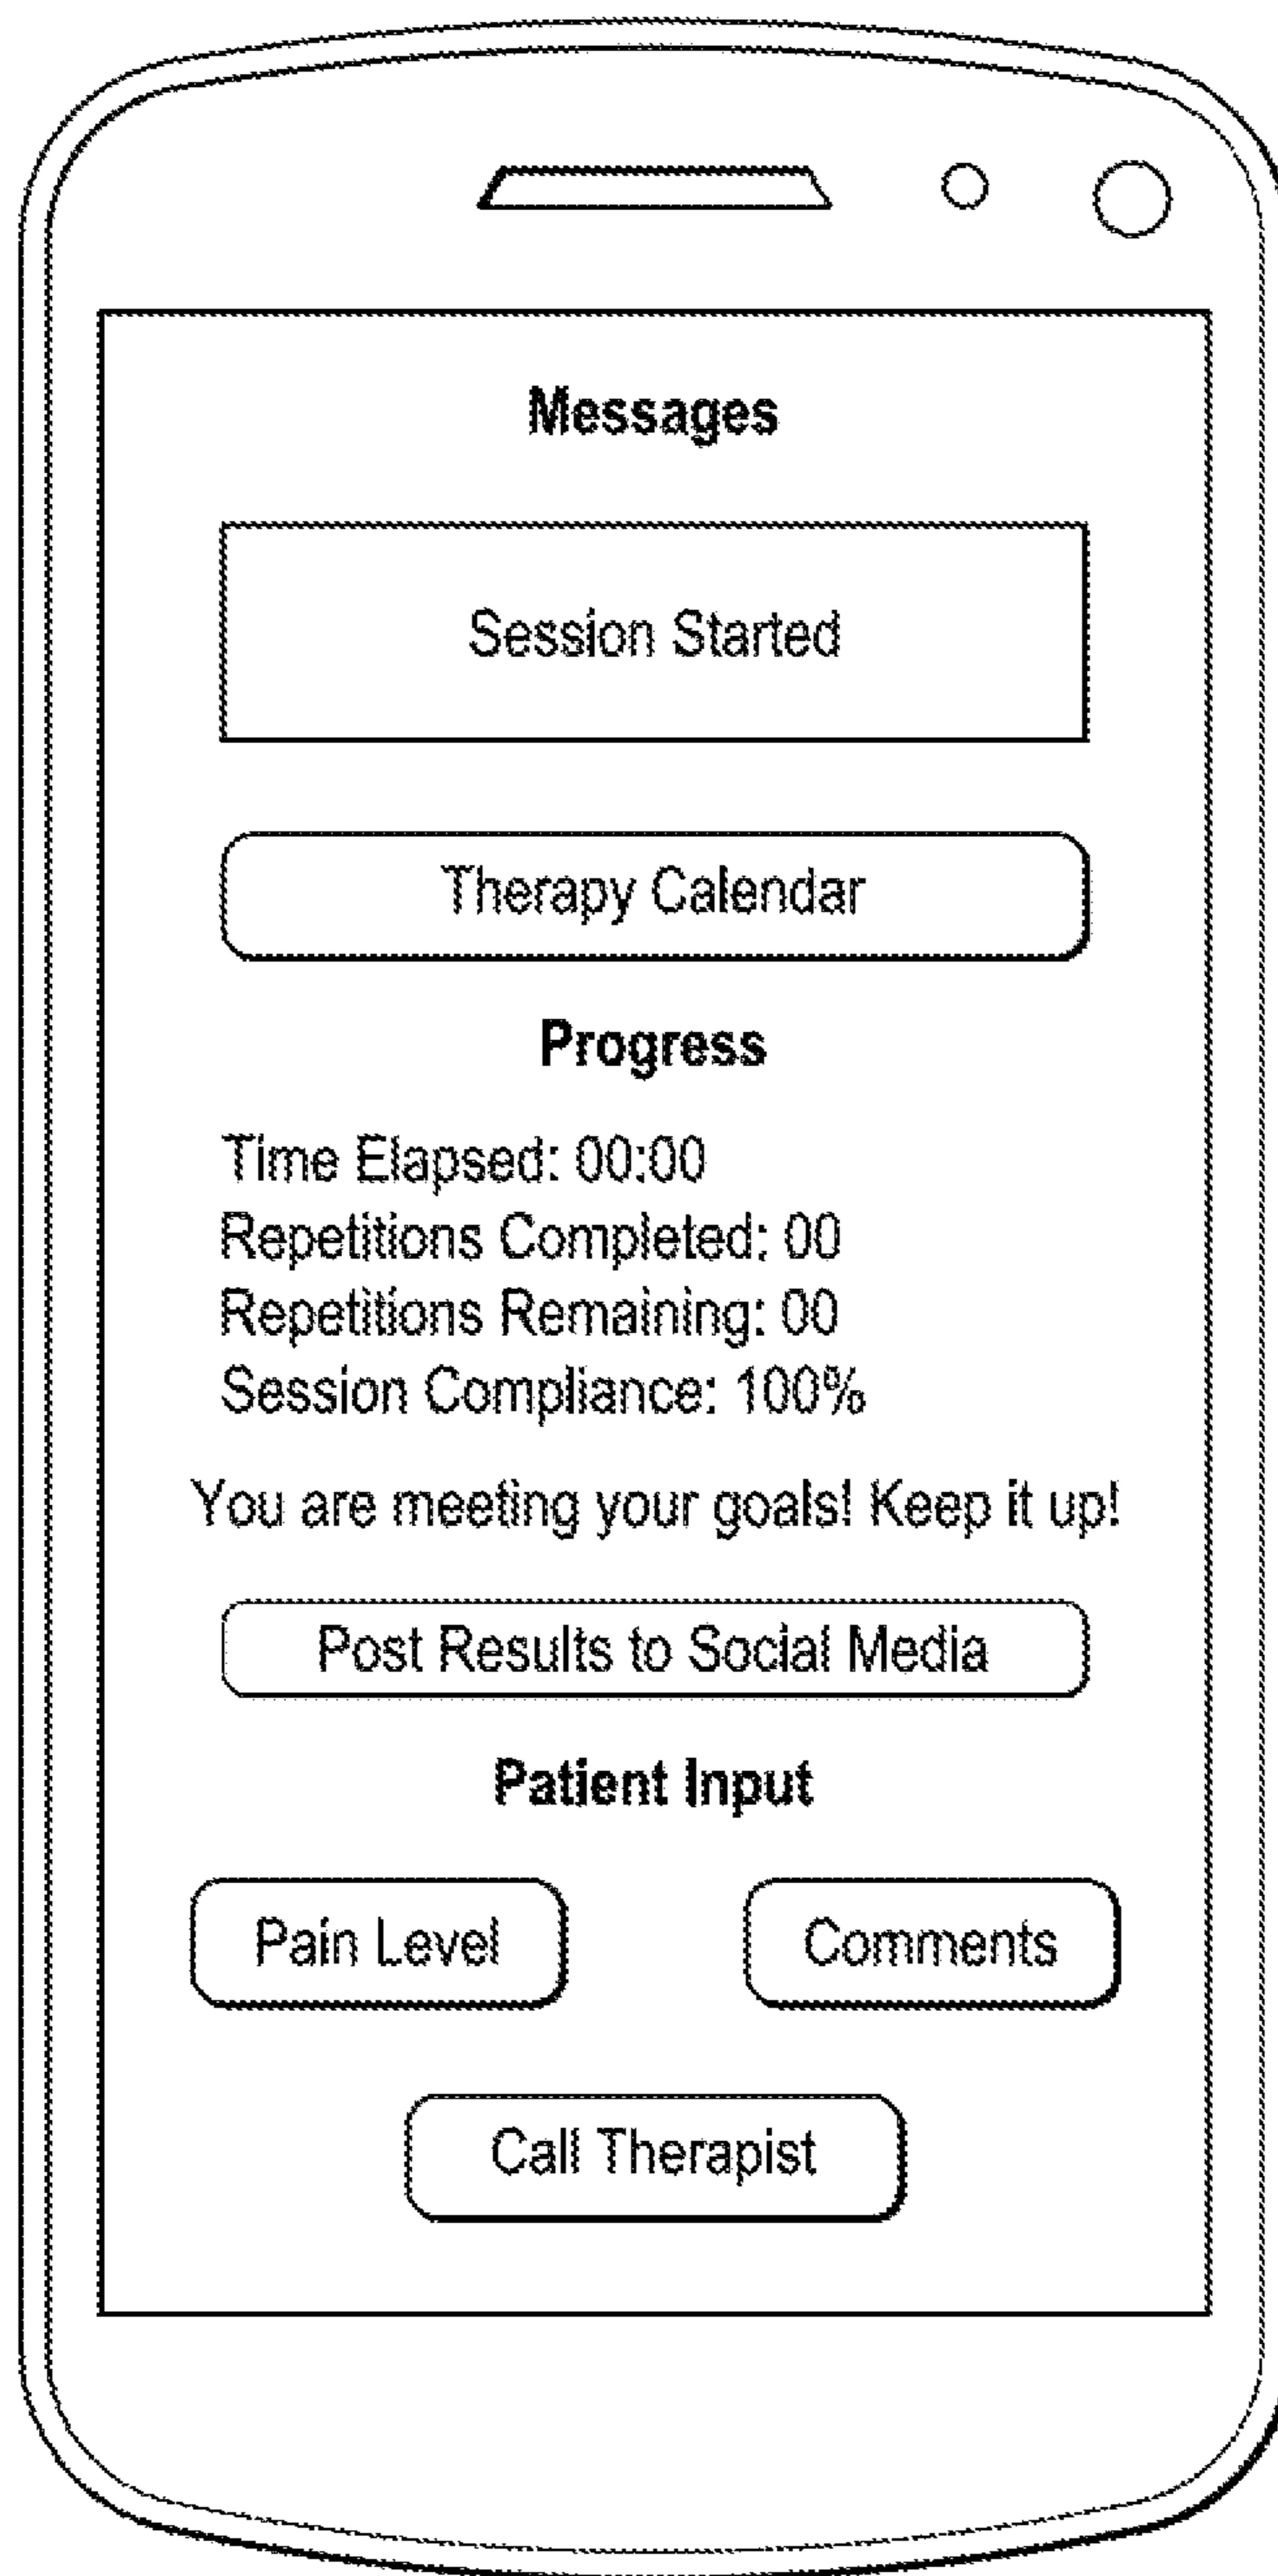 Messages
Session Started
Therapy Calendar
Progress
Time Elapsed: 00:00
Repetitions Completed: 00
Repetitions Remaining: 00
Session Compliance: 100%
You are meeting your goals! Keep it up!
Post Results to Social Media
Patient Input
Pain Level
Comments
Call Therapist